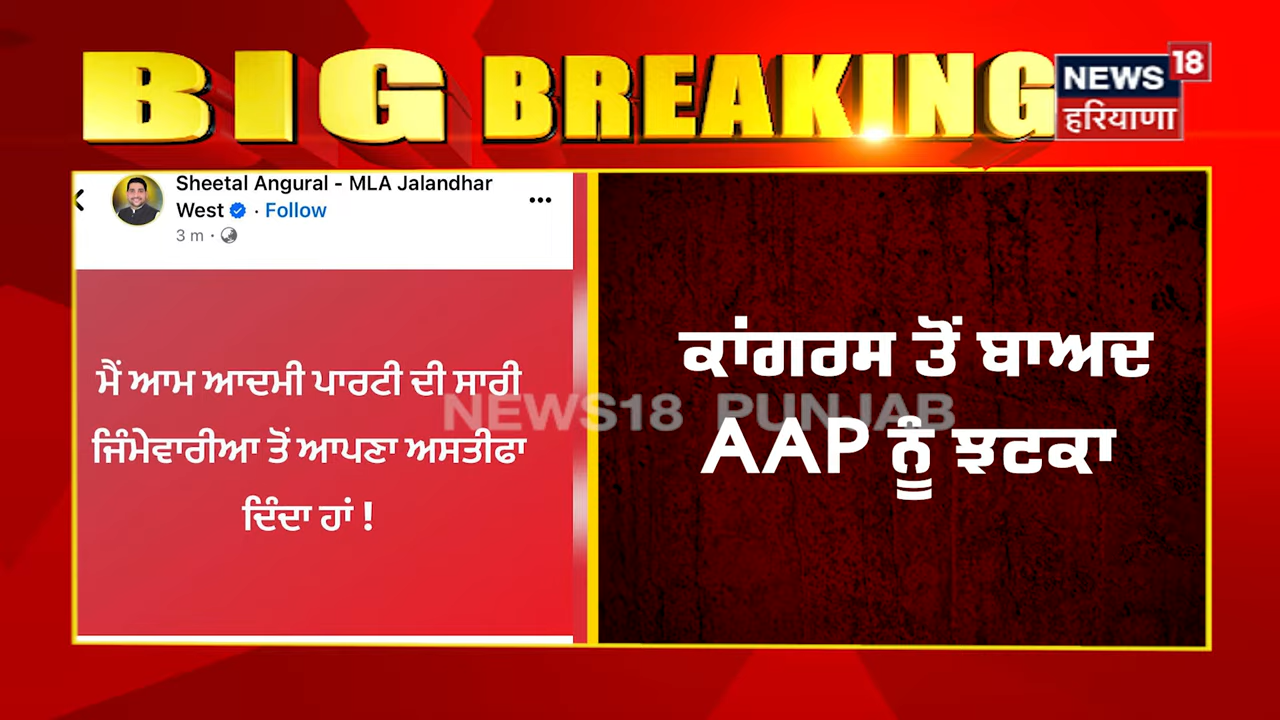 BIG BREAKING
NEWS 18
हरियाणा
Sheetal Angural - MLA Jalandhar
West · Follow
3 m ·
ਮੈਂ ਆਮ ਆਦਮੀ ਪਾਰਟੀ ਦੀ ਸਾਰੀ
ਜਿੰਮੇਵਾਰੀਆ ਤੋਂ ਆਪਣਾ ਅਸਤੀਫਾ
ਦਿੰਦਾ ਹਾਂ !
ਕਾਂਗਰਸ ਤੋਂ ਬਾਅਦ
AAP ਨੂੰ ਝਟਕਾ
NEWS18 PUNJAB